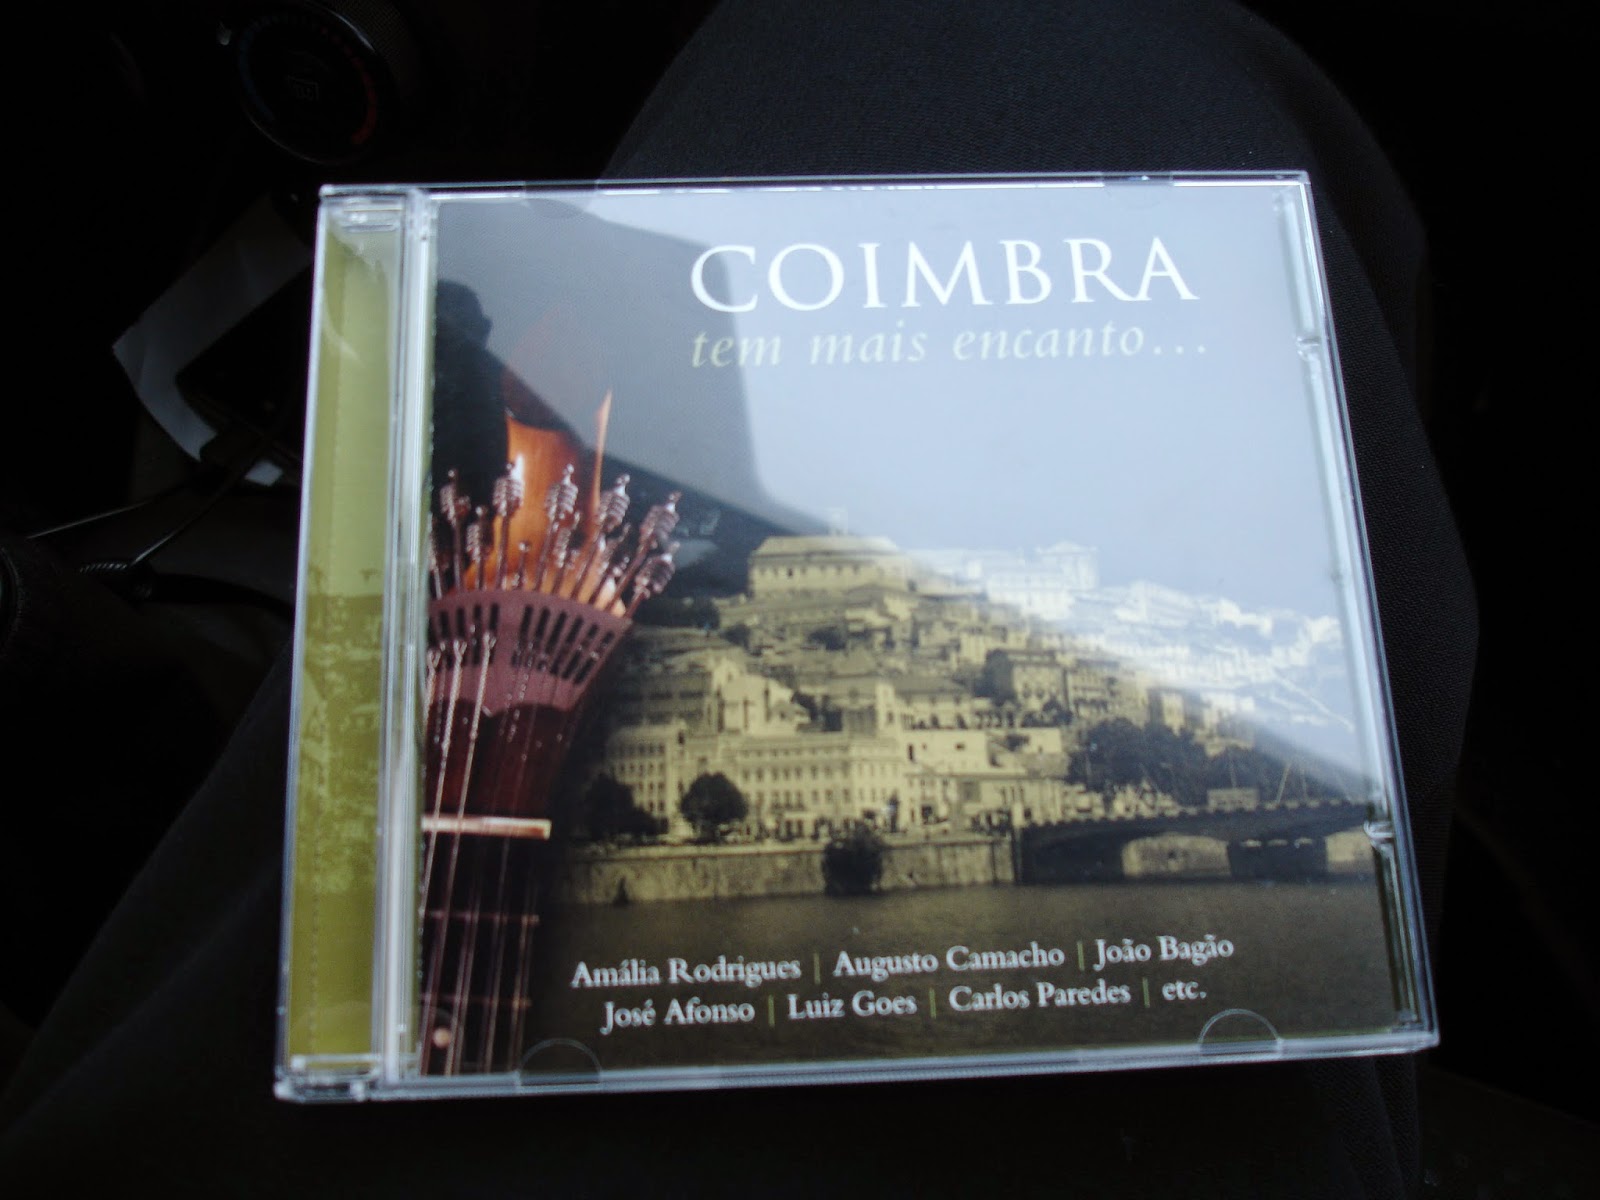 COIMBRA
tem mais encanto...
Amália Rodrigues | Augusto Camacho | João Bagão
José Afonso | Luiz Goes | Carlos Paredes | etc.